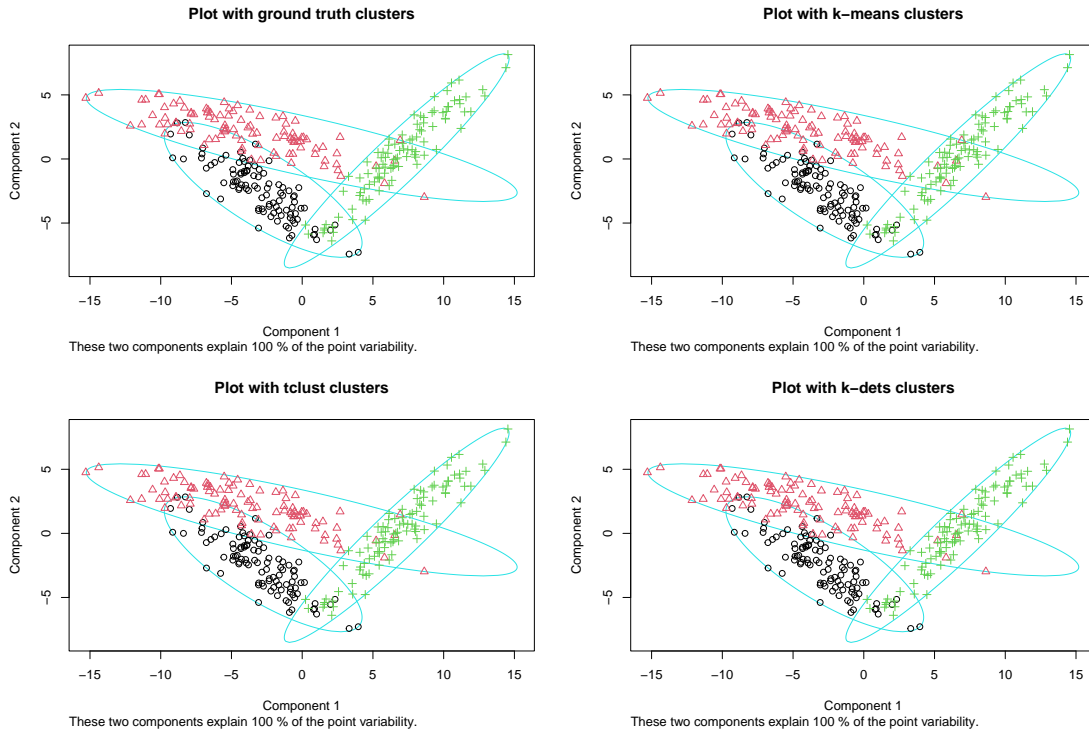 Plot with ground truth clusters
Component 2
5
0
−5
−15 −10 −5 0 5 10 15
Component 1
These two components explain 100 % of the point variability.
Plot with k−means clusters
Component 2
5
0
−5
−15 −10 −5 0 5 10 15
Component 1
These two components explain 100 % of the point variability.
Plot with tclust clusters
Component 2
5
0
−5
−15 −10 −5 0 5 10 15
Component 1
These two components explain 100 % of the point variability.
Plot with k−dets clusters
Component 2
5
0
−5
−15 −10 −5 0 5 10 15
Component 1
These two components explain 100 % of the point variability.